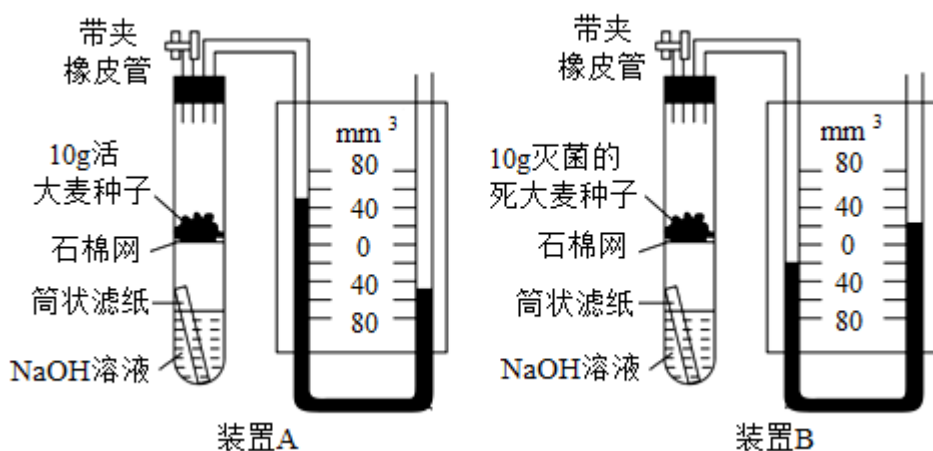 带夹
橡皮管
10g活
大麦种子
石棉网
筒状滤纸
NaOH溶液
mm³
80
40
0
40
80
装置A
带夹
橡皮管
10g灭菌的
死大麦种子
石棉网
筒状滤纸
NaOH溶液
mm³
80
40
0
40
80
装置B